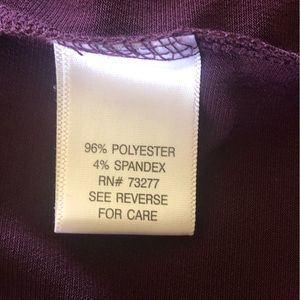 96% POLYESTER
4% SPANDEX
RN# 73277
SEE REVERSE
FOR CARE